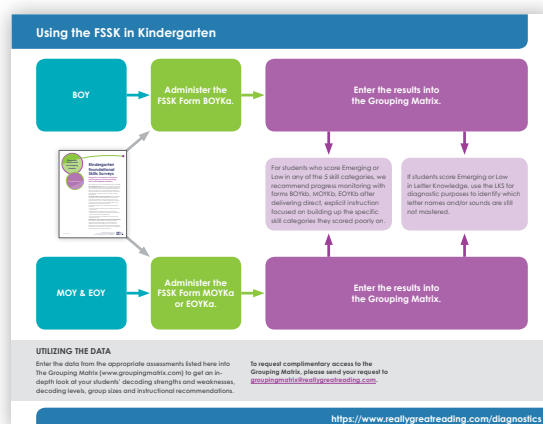 Using the FSSK in Kindergarten
BOY
Administer the
FSSK Form BOYKa.
Enter the results into
the Grouping Matrix.
Kindergarten
Foundational
Skills Surveys
For students who score Emerging or
Low in any of the 5 skill categories, we
recommend progress monitoring with
forms BOYKb, MOYKb, EOYKb after
delivering direct, explicit instruction
focused on building up the specific
skill categories they scored poorly on.
If students score Emerging or Low
in Letter Knowledge, use the LKS for
diagnostic purposes to identify which
letter names and/or sounds are still
not mastered.
MOY & EOY
Administer the
FSSK Form MOYKa
or EOYKa.
Enter the results into
the Grouping Matrix.
UTILIZING THE DATA
Enter the data from the appropriate assessments listed here into
The Grouping Matrix (www.groupingmatrix.com) to get an in-
depth look at your students' decoding strengths and weaknesses,
decoding levels, group sizes and instructional recommendations.
To request complimentary access to the
Grouping Matrix, please send your request to
groupingmatrix@reallygreatreading.com.
https://www.reallygreatreading.com/diagnostics